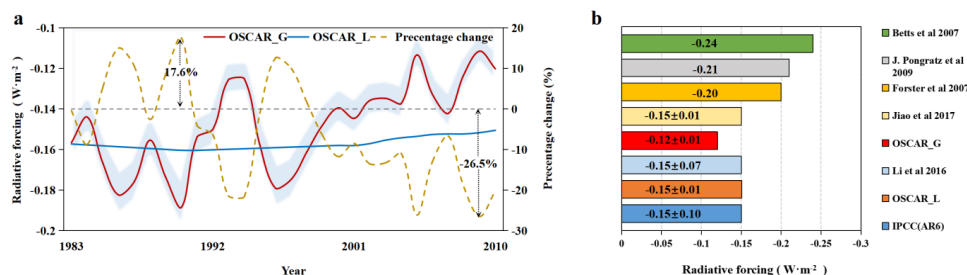 a
OSCAR_G OSCAR_L Precentage change
Radiative forcing ( W·m-2 )
-0.1
-0.12
-0.14
-0.16
-0.18
-0.2
17.6%
-26.5%
20
10
0
-10
-20
-30
Precentage change (%)
1983 1992 2001 2010
Year
b
-0.24
-0.21
-0.20
-0.15±0.01
-0.12±0.01
-0.15±0.07
-0.15±0.01
-0.15±0.10
0 -0.05 -0.1 -0.15 -0.2 -0.25 -0.3
Radiative forcing ( W·m-2 )
Betts et al 2007
J. Pongratz et al
2009
Forster et al 2007
Jiao et al 2017
OSCAR_G
Li et al 2016
OSCAR_L
IPCC(AR6)